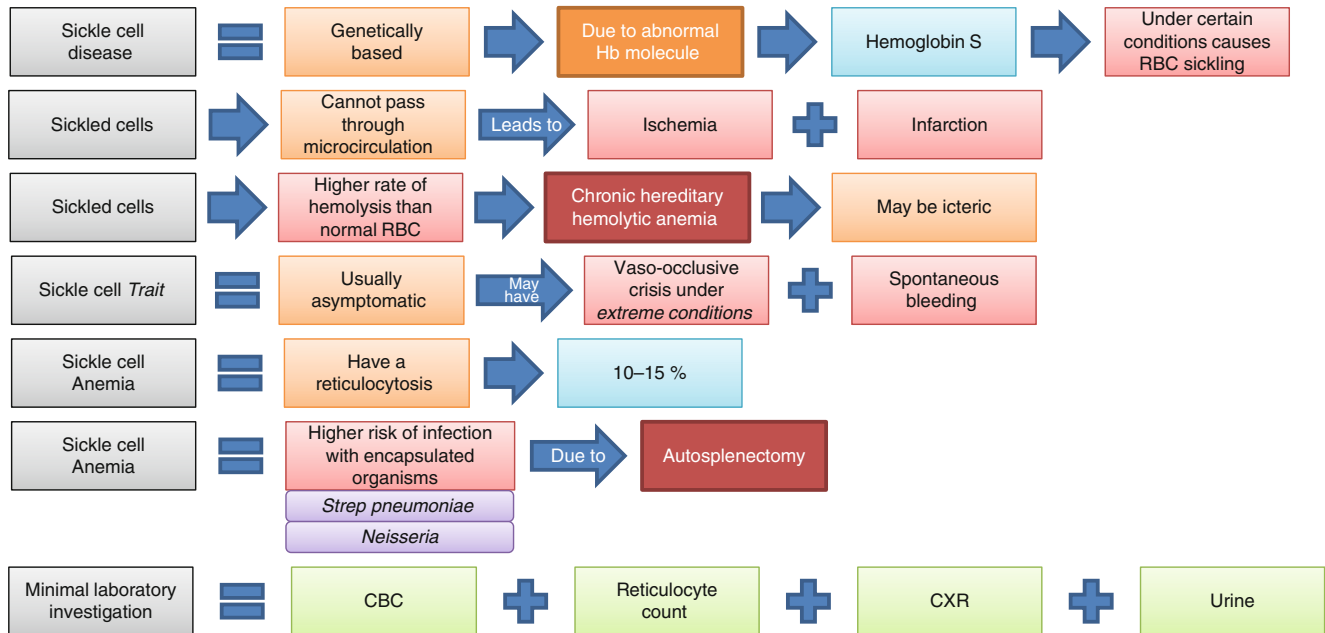 Sickle cell
disease
Genetically
based
Due to abnormal
Hb molecule
Hemoglobin S
Under certain
conditions causes
RBC sickling
Sickled cells
Cannot pass
through
microcirculation
Leads to
Ischemia
Infarction
Sickled cells
Higher rate of
hemolysis than
normal RBC
Chronic hereditary
hemolytic anemia
May be icteric
Sickle cell Trait
Usually
asymptomatic
May
have
Vaso-occlusive
crisis under
extreme conditions
Spontaneous
bleeding
Sickle cell
Anemia
Have a
reticulocytosis
10–15 %
Sickle cell
Anemia
Higher risk of infection
with encapsulated
organisms
Strep pneumoniae
Neisseria
Due to
Autosplenectomy
Minimal laboratory
investigation
CBC
Reticulocyte
count
CXR
Urine